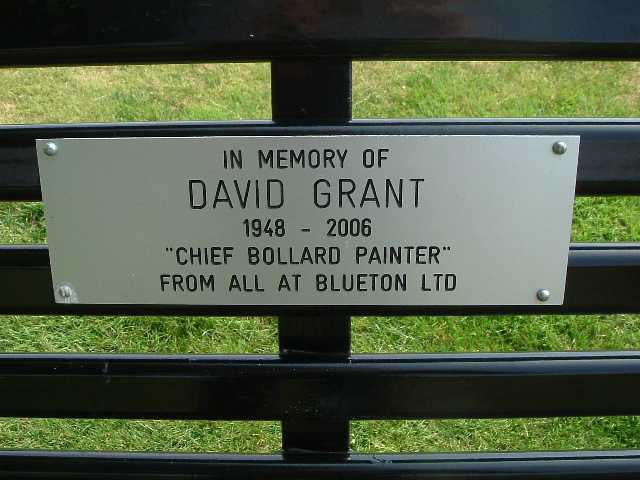 IN MEMORY OF
DAVID GRANT
1948 - 2006
"CHIEF BOLLARD PAINTER"
FROM ALL AT BLUETON LTD